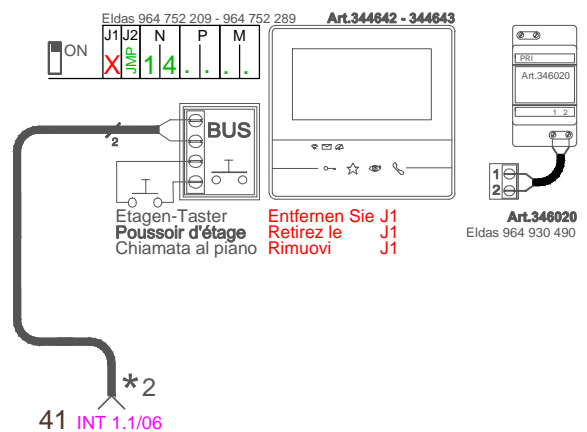 Eldas 964 752 209 - 964 752 289 Art.344642 - 344643
ON
J1 J2 N P M
X JMP 1 4 . . . .
PRI
Art.346020
1 2
BUS
2
1
2
Art.346020
Eldas 964 930 490
Etagen-Taster Entfernen Sie J1
Poussoir d'étage Retirez le J1
Chiamata al piano Rimuovi J1
*2
41 INT 1.1/06